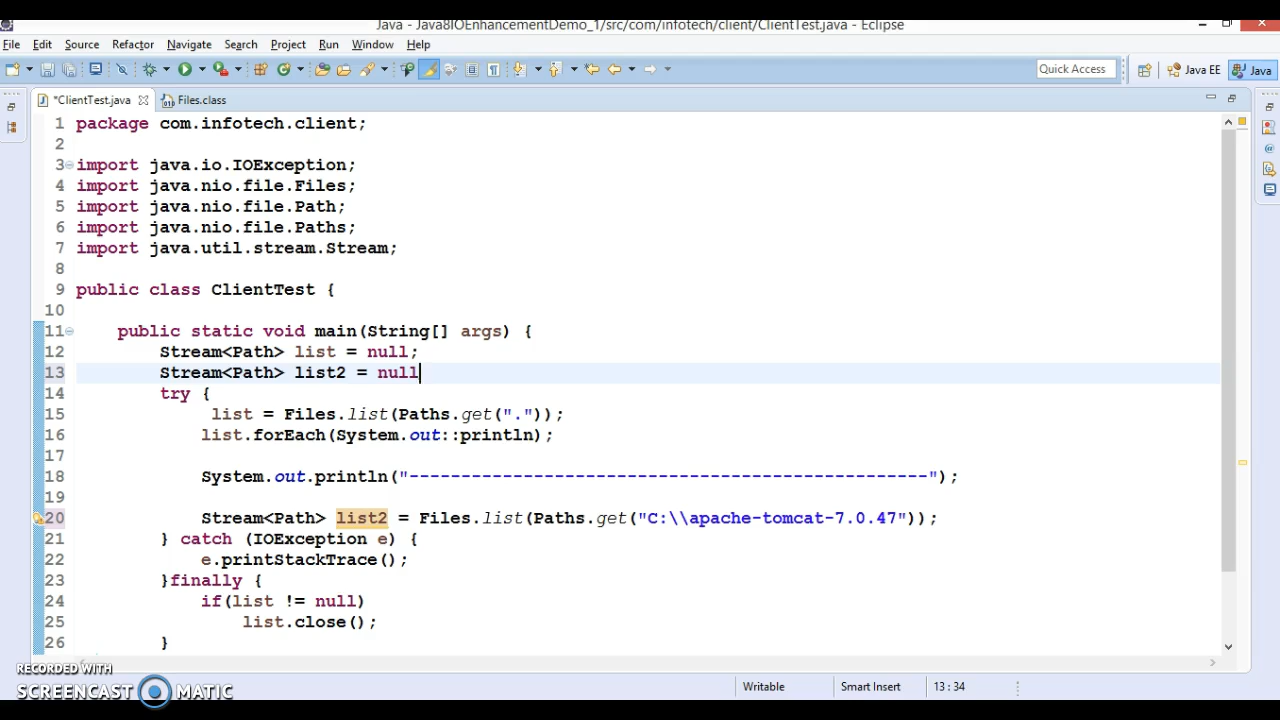 Java - Java8IOEnhancementDemo_1/src/com/infotech/client/ClientTest.java - Eclipse
File Edit Source Refactor Navigate Search Project Run Window Help
Quick Access Java EE Java
*ClientTest.java Files.class
1 package com.infotech.client;
2
3 import java.io.IOException;
4 import java.nio.file.Files;
5 import java.nio.file.Path;
6 import java.nio.file.Paths;
7 import java.util.stream.Stream;
8
9 public class ClientTest {
10
11 public static void main(String[] args) {
12 Stream<Path> list = null;
13 Stream<Path> list2 = null
14 try {
15 list = Files.list(Paths.get("."));
16 list.forEach(System.out::println);
17
18 System.out.println("--------------------------------------------------");
19
20 Stream<Path> list2 = Files.list(Paths.get("C:\\apache-tomcat-7.0.47"));
21 } catch (IOException e) {
22 e.printStackTrace();
23 }finally {
24 if(list != null)
25 list.close();
26 }
RECORDED WITH
SCREENCAST MATIC
Writable Smart Insert 13 : 34